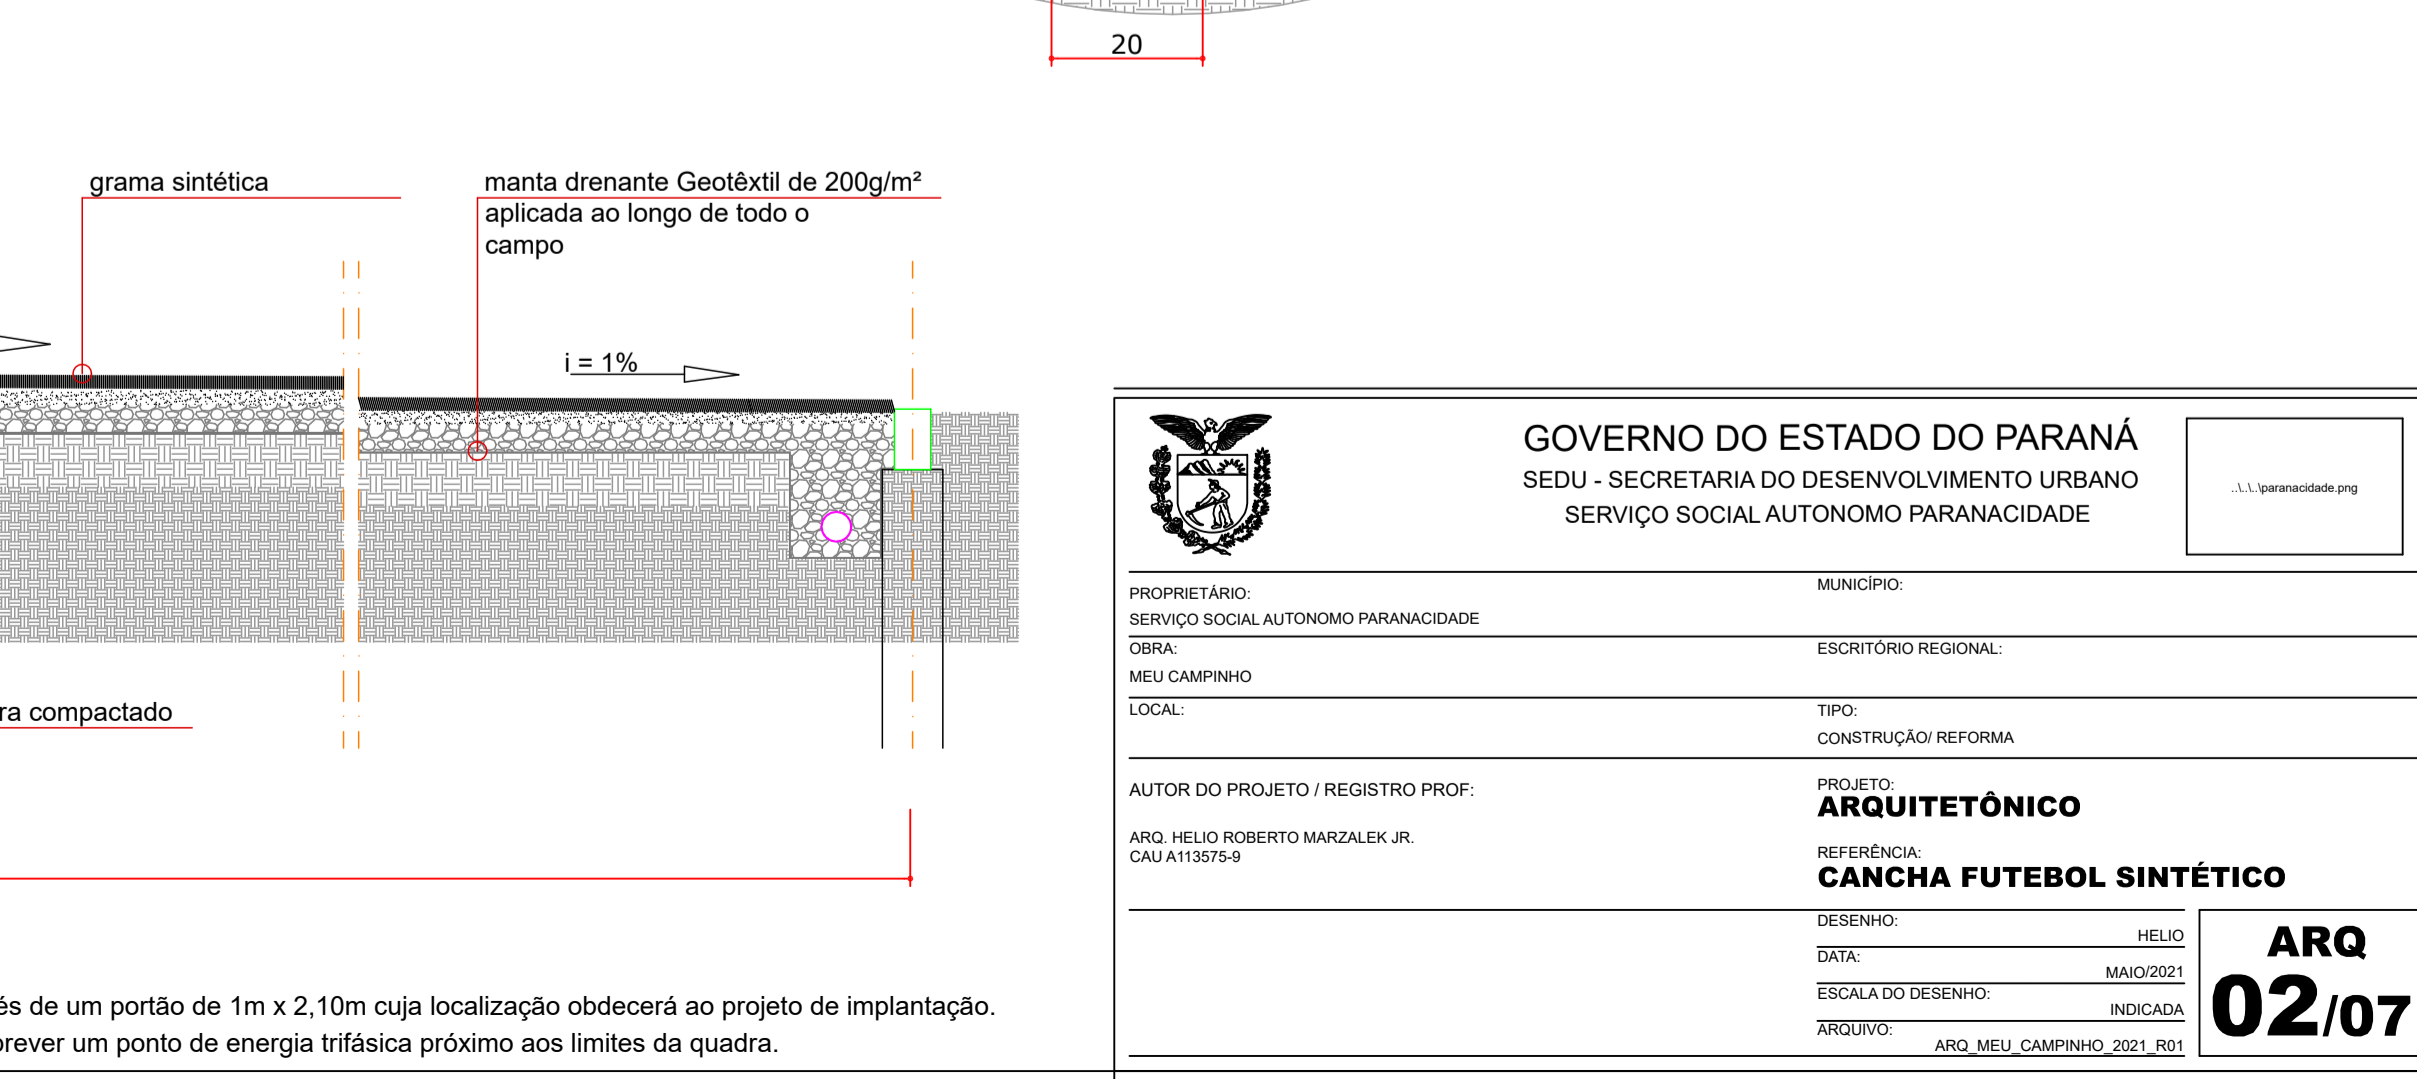 20
grama sintética
manta drenante Geotêxtil de 200g/m²
aplicada ao longo de todo o
campo
i = 1%
ra compactado
és de um portão de 1m x 2,10m cuja localização obdecerá ao projeto de implantação.
prever um ponto de energia trifásica próximo aos limites da quadra.
GOVERNO DO ESTADO DO PARANÁ
SEDU - SECRETARIA DO DESENVOLVIMENTO URBANO
SERVIÇO SOCIAL AUTONOMO PARANACIDADE
..\..\..\paranacidade.png
PROPRIETÁRIO:
SERVIÇO SOCIAL AUTONOMO PARANACIDADE
MUNICÍPIO:
OBRA:
MEU CAMPINHO
ESCRITÓRIO REGIONAL:
LOCAL:
TIPO:
CONSTRUÇÃO/ REFORMA
AUTOR DO PROJETO / REGISTRO PROF:
ARQ. HELIO ROBERTO MARZALEK JR.
CAU A113575-9
PROJETO:
ARQUITETÔNICO
REFERÊNCIA:
CANCHA FUTEBOL SINTÉTICO
DESENHO:
HELIO
DATA:
MAIO/2021
ESCALA DO DESENHO:
INDICADA
ARQUIVO:
ARQ_MEU_CAMPINHO_2021_R01
ARQ
02/07